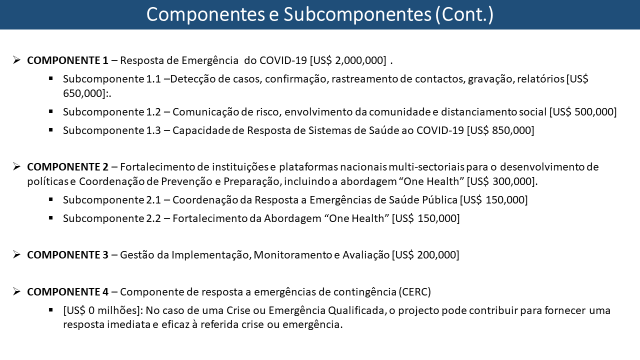 Componentes e Subcomponentes (Cont.)
➢ COMPONENTE 1 – Resposta de Emergência do COVID-19 [US$ 2,000,000] .
▪ Subcomponente 1.1 –Detecção de casos, confirmação, rastreamento de contactos, gravação, relatórios [US$
650,000]:.
▪ Subcomponente 1.2 – Comunicação de risco, envolvimento da comunidade e distanciamento social [US$ 500,000]
▪ Subcomponente 1.3 – Capacidade de Resposta de Sistemas de Saúde ao COVID-19 [US$ 850,000]
➢ COMPONENTE 2 – Fortalecimento de instituições e plataformas nacionais multi-sectoriais para o desenvolvimento de
políticas e Coordenação de Prevenção e Preparação, incluindo a abordagem “One Health” [US$ 300,000].
▪ Subcomponente 2.1 – Coordenação da Resposta a Emergências de Saúde Pública [US$ 150,000]
▪ Subcomponente 2.2 – Fortalecimento da Abordagem “One Health” [US$ 150,000]
➢ COMPONENTE 3 – Gestão da Implementação, Monitoramento e Avaliação [US$ 200,000]
➢ COMPONENTE 4 – Componente de resposta a emergências de contingência (CERC)
▪ [US$ 0 milhões]: No caso de uma Crise ou Emergência Qualificada, o projecto pode contribuir para fornecer uma
resposta imediata e eficaz à referida crise ou emergência.